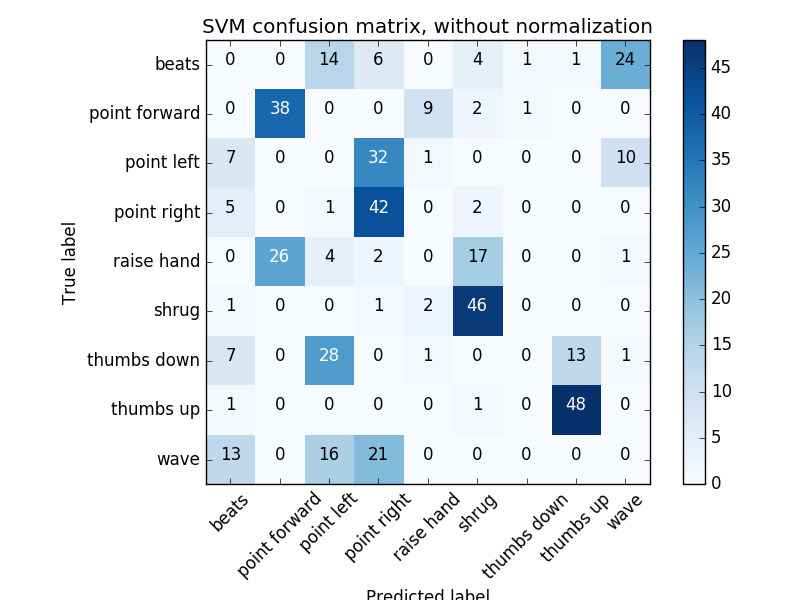 SVM confusion matrix, without normalization
True label
beats 0 0 14 6 0 4 1 1 24
point forward 0 38 0 0 9 2 1 0 0
point left 7 0 0 32 1 0 0 0 10
point right 5 0 1 42 0 2 0 0 0
raise hand 0 26 4 2 0 17 0 0 1
shrug 1 0 0 1 2 46 0 0 0
thumbs down 7 0 28 0 1 0 0 13 1
thumbs up 1 0 0 0 0 1 0 48 0
wave 13 0 16 21 0 0 0 0 0
beats point forward point left point right raise hand shrug thumbs down thumbs up wave
Predicted label
45
40
35
30
25
20
15
10
5
0